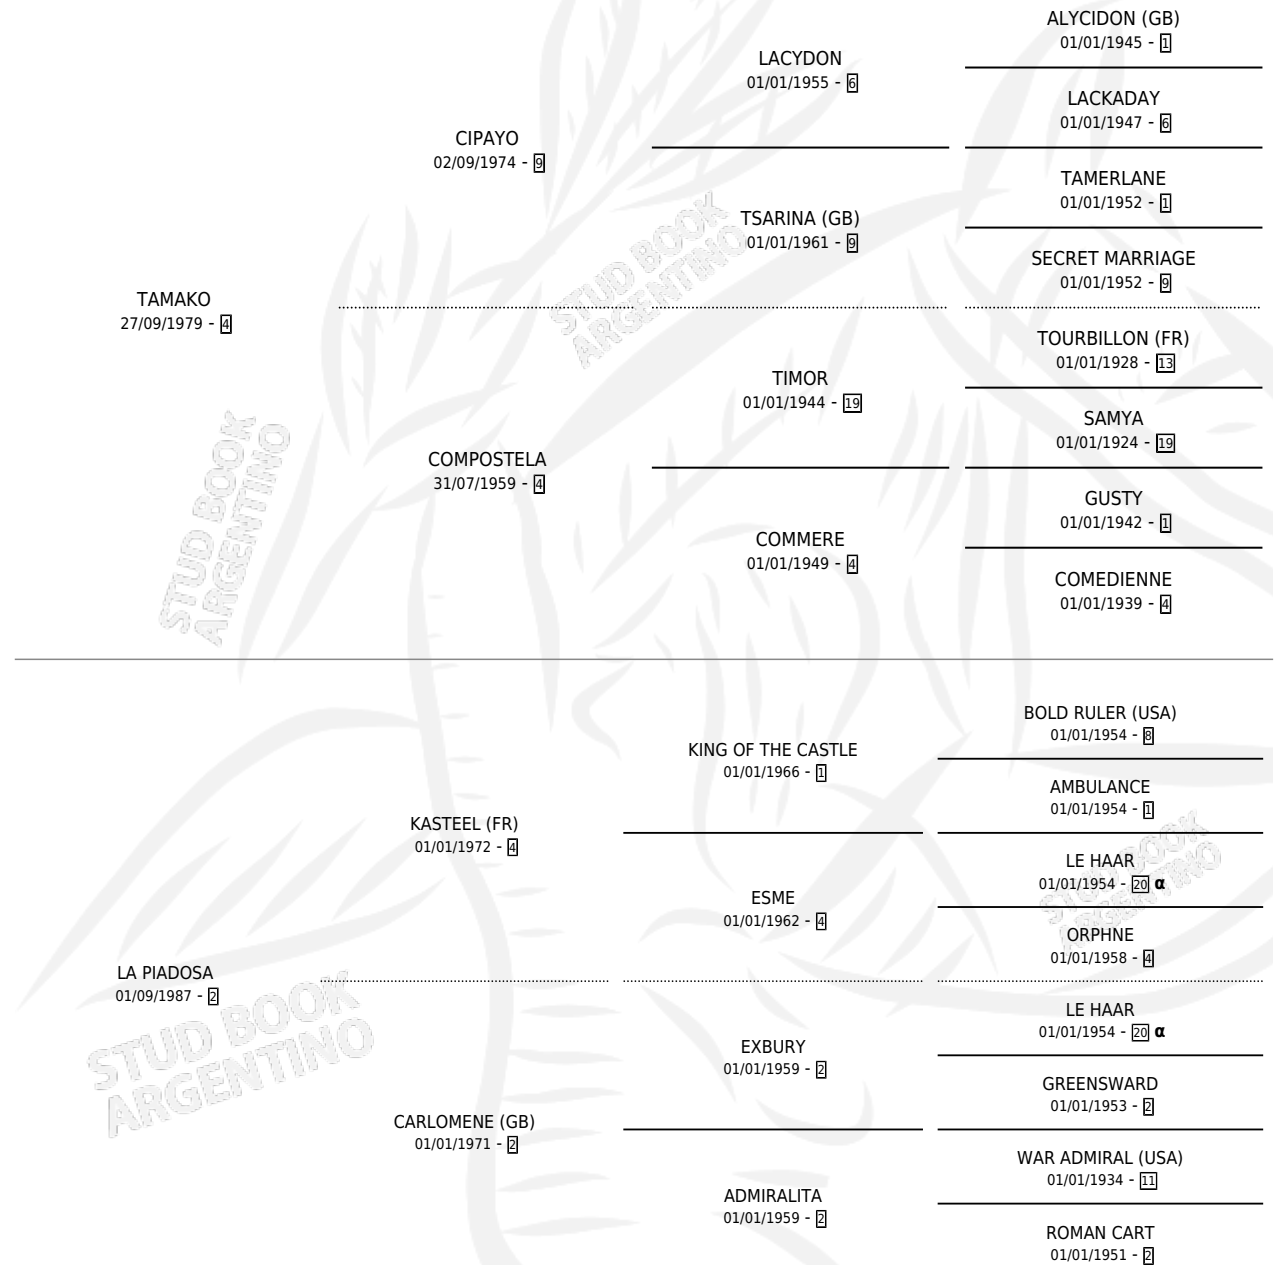 ALYCIDON (GB)
01/01/1945 - 1
LACYDON
01/01/1955 - 6
LACKADAY
01/01/1947 - 6
CIPAYO
02/09/1974 - 9
TAMERLANE
01/01/1952 - 1
TSARINA (GB)
01/01/1961 - 9
SECRET MARRIAGE
01/01/1952 - 9
STUD BOOK
ARGENTINO
TAMAKO
27/09/1979 - 4
TOURBILLON (FR)
01/01/1928 - 13
TIMOR
01/01/1944 - 19
SAMYA
01/01/1924 - 19
COMPOSTELA
31/07/1959 - 4
GUSTY
01/01/1942 - 1
COMMERE
01/01/1949 - 4
COMEDIENNE
01/01/1939 - 4
STUD BOOK
ARGENTINO
BOLD RULER (USA)
01/01/1954 - 8
KING OF THE CASTLE
01/01/1966 - 1
AMBULANCE
01/01/1954 - 1
KASTEEL (FR)
01/01/1972 - 4
LE HAAR
01/01/1954 - 20 α
ESME
01/01/1962 - 4
ORPHNE
01/01/1958 - 4
STUD BOOK
ARGENTINO
LA PIADOSA
01/09/1987 - 2
LE HAAR
01/01/1954 - 20 α
EXBURY
01/01/1959 - 2
GREENSWARD
01/01/1953 - 2
STUD BOOK
ARGENTINO
CARLOMENE (GB)
01/01/1971 - 2
WAR ADMIRAL (USA)
01/01/1934 - 11
ADMIRALITA
01/01/1959 - 2
ROMAN CART
01/01/1951 - 2